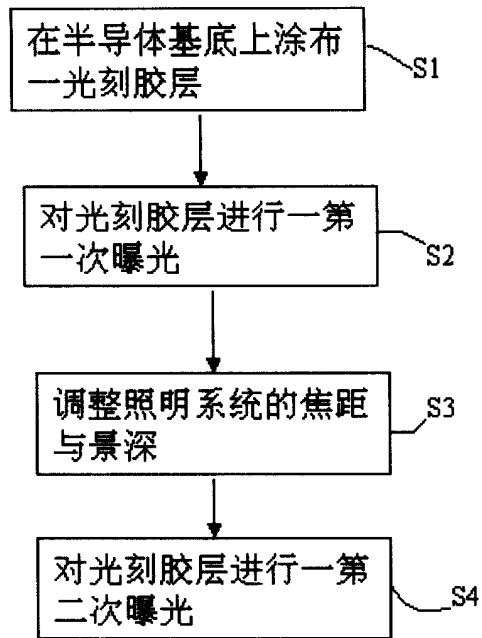 在半导体基底上涂布
一光刻胶层
S1
对光刻胶层进行一第
一次曝光
S2
调整照明系统的焦距
与景深
S3
对光刻胶层进行一第
二次曝光
S4